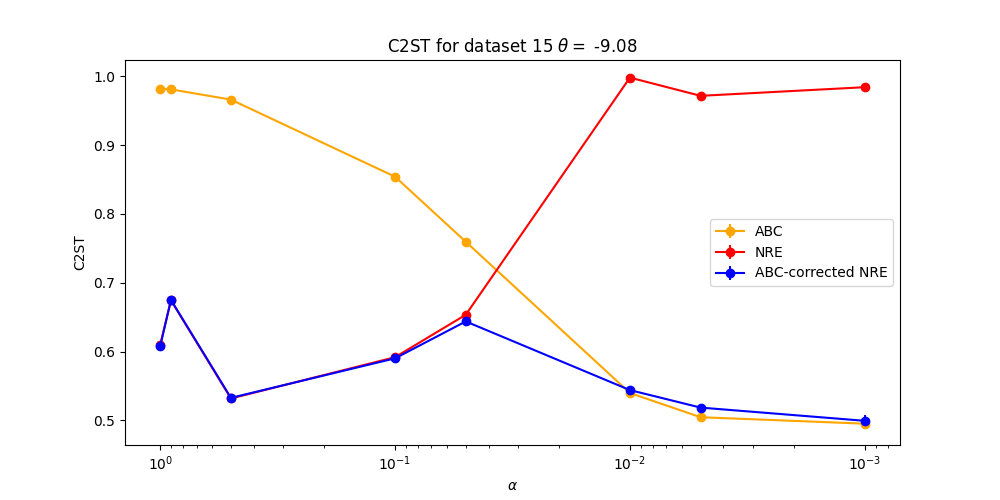 C2ST for dataset 15 θ = -9.08
C2ST
1.0
0.9
0.8
0.7
0.6
0.5
ABC
NRE
ABC-corrected NRE
10⁰
10⁻¹
10⁻²
10⁻³
α